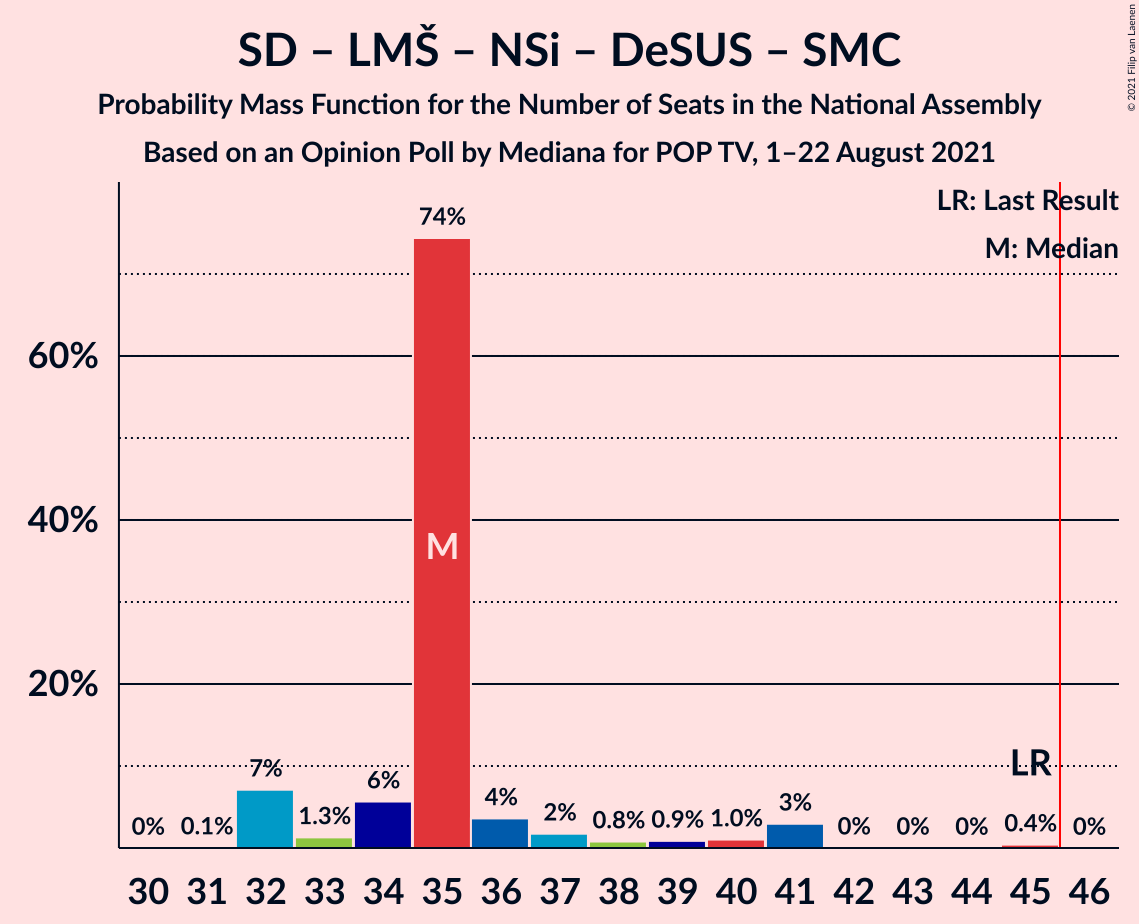 SD – LMŠ – NSi – DeSUS – SMC
Probability Mass Function for the Number of Seats in the National Assembly
Based on an Opinion Poll by Mediana for POP TV, 1–22 August 2021
© 2021 Filip van Laenen
LR: Last Result
M: Median
74%
60%
40%
M
20%
LR
7%
6%
4%
3%
2%
1.3%
0.8%
0.9%
1.0%
0%
0.1%
0%
0%
0%
0.4%
0%
30 31 32 33 34 35 36 37 38 39 40 41 42 43 44 45 46